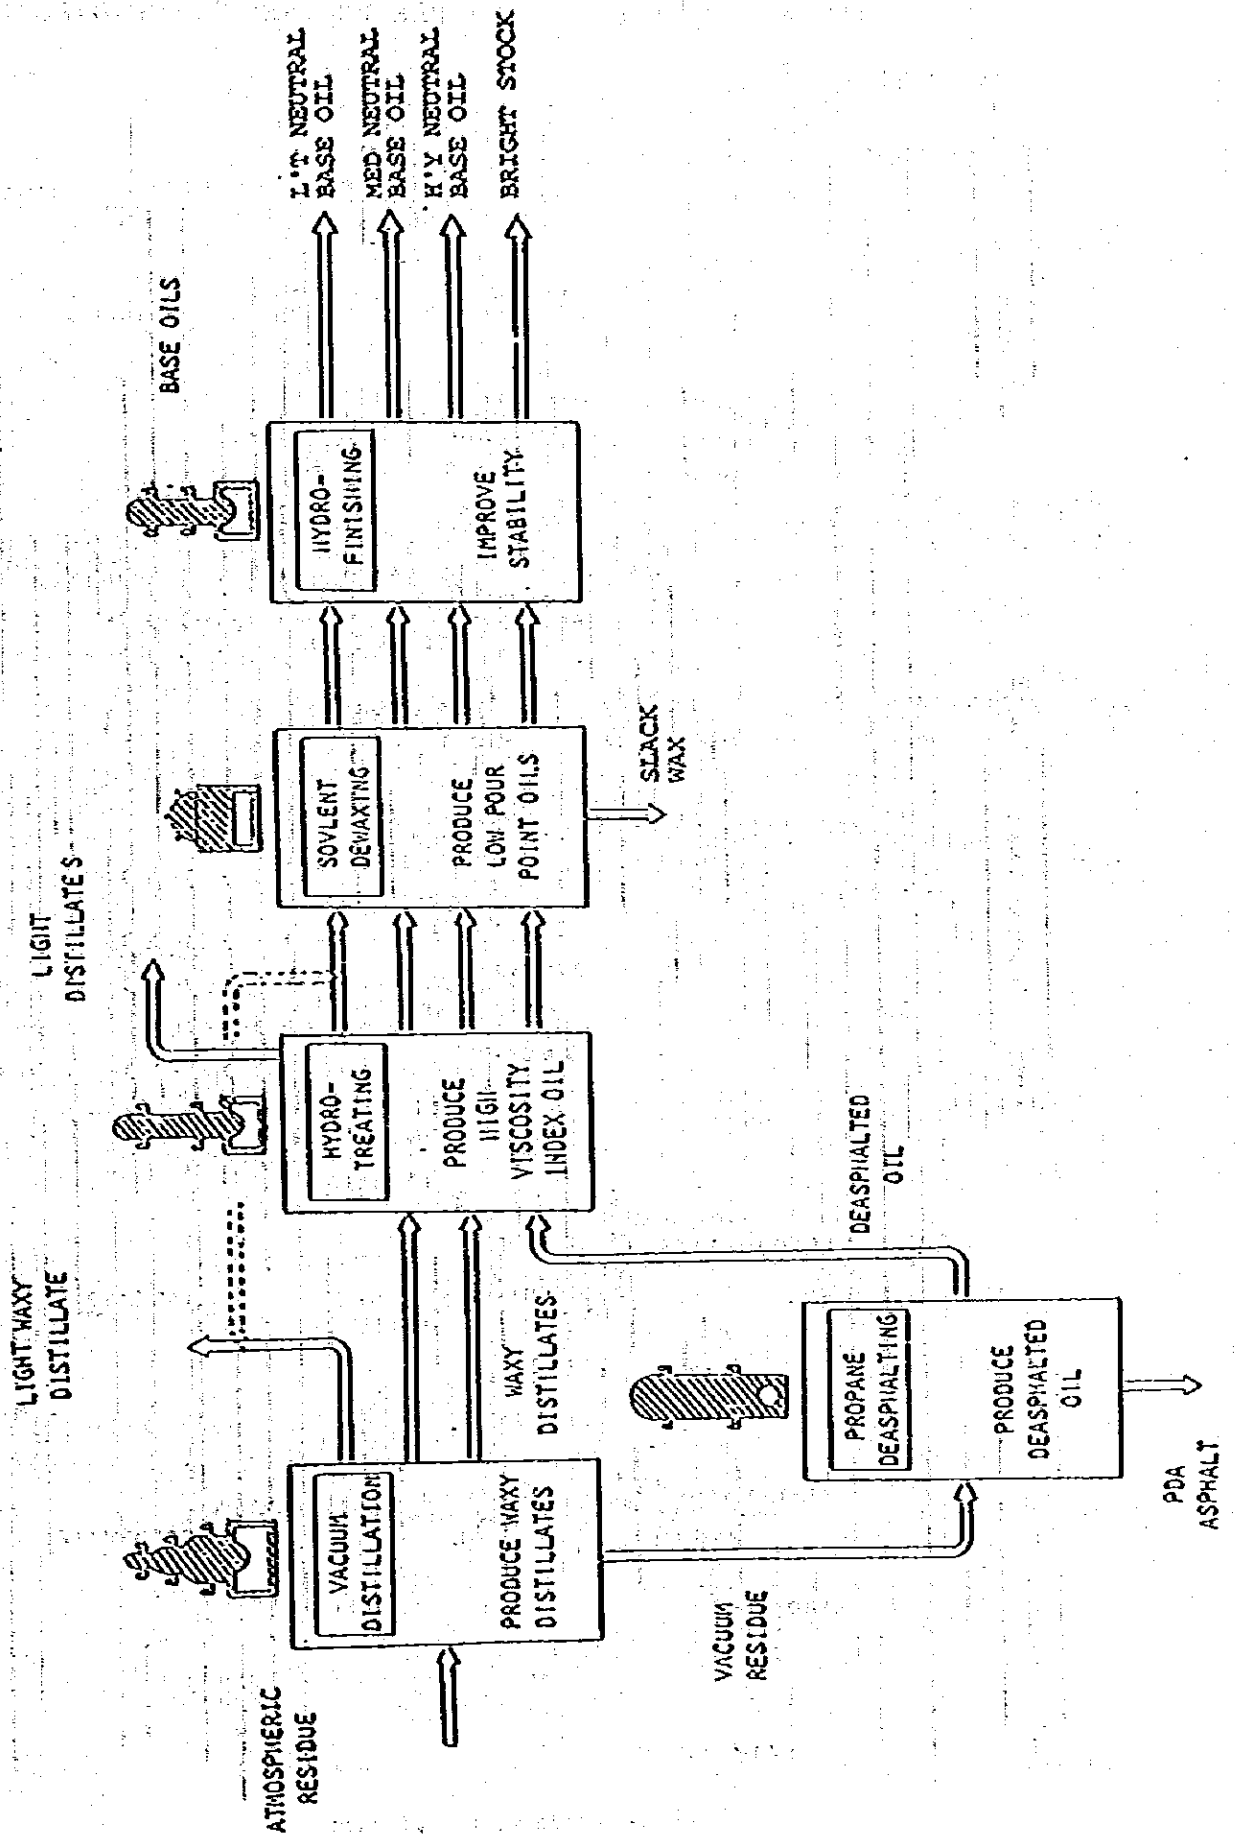 LIGHT WAXY
DISTILLATE
LIGHT
DISTILLATES
BASE OILS
ATMOSPHERIC
RESIDUE
VACUUM
DISTILLATION
PRODUCE WAXY
DISTILLATES
HYDRO-
TREATING
PRODUCE
HIGH
VISCOSITY
INDEX OIL
SOVLENT
DEWAXING
PRODUCE
LOW POUR
POINT OILS
HYDRO-
FINISHING
IMPROVE
STABILITY
L'T NEUTRAL
BASE OIL
MED NEUTRAL
BASE OIL
H'Y NEUTRAL
BASE OIL
BRIGHT STOCK
WAXY
DISTILLATES
SLACK
WAX
VACUUM
RESIDUE
PROPANE
DEASPHALTING
PRODUCE
DEASPHALTED
OIL
DEASPHALTED
OIL
PDA
ASPHALT